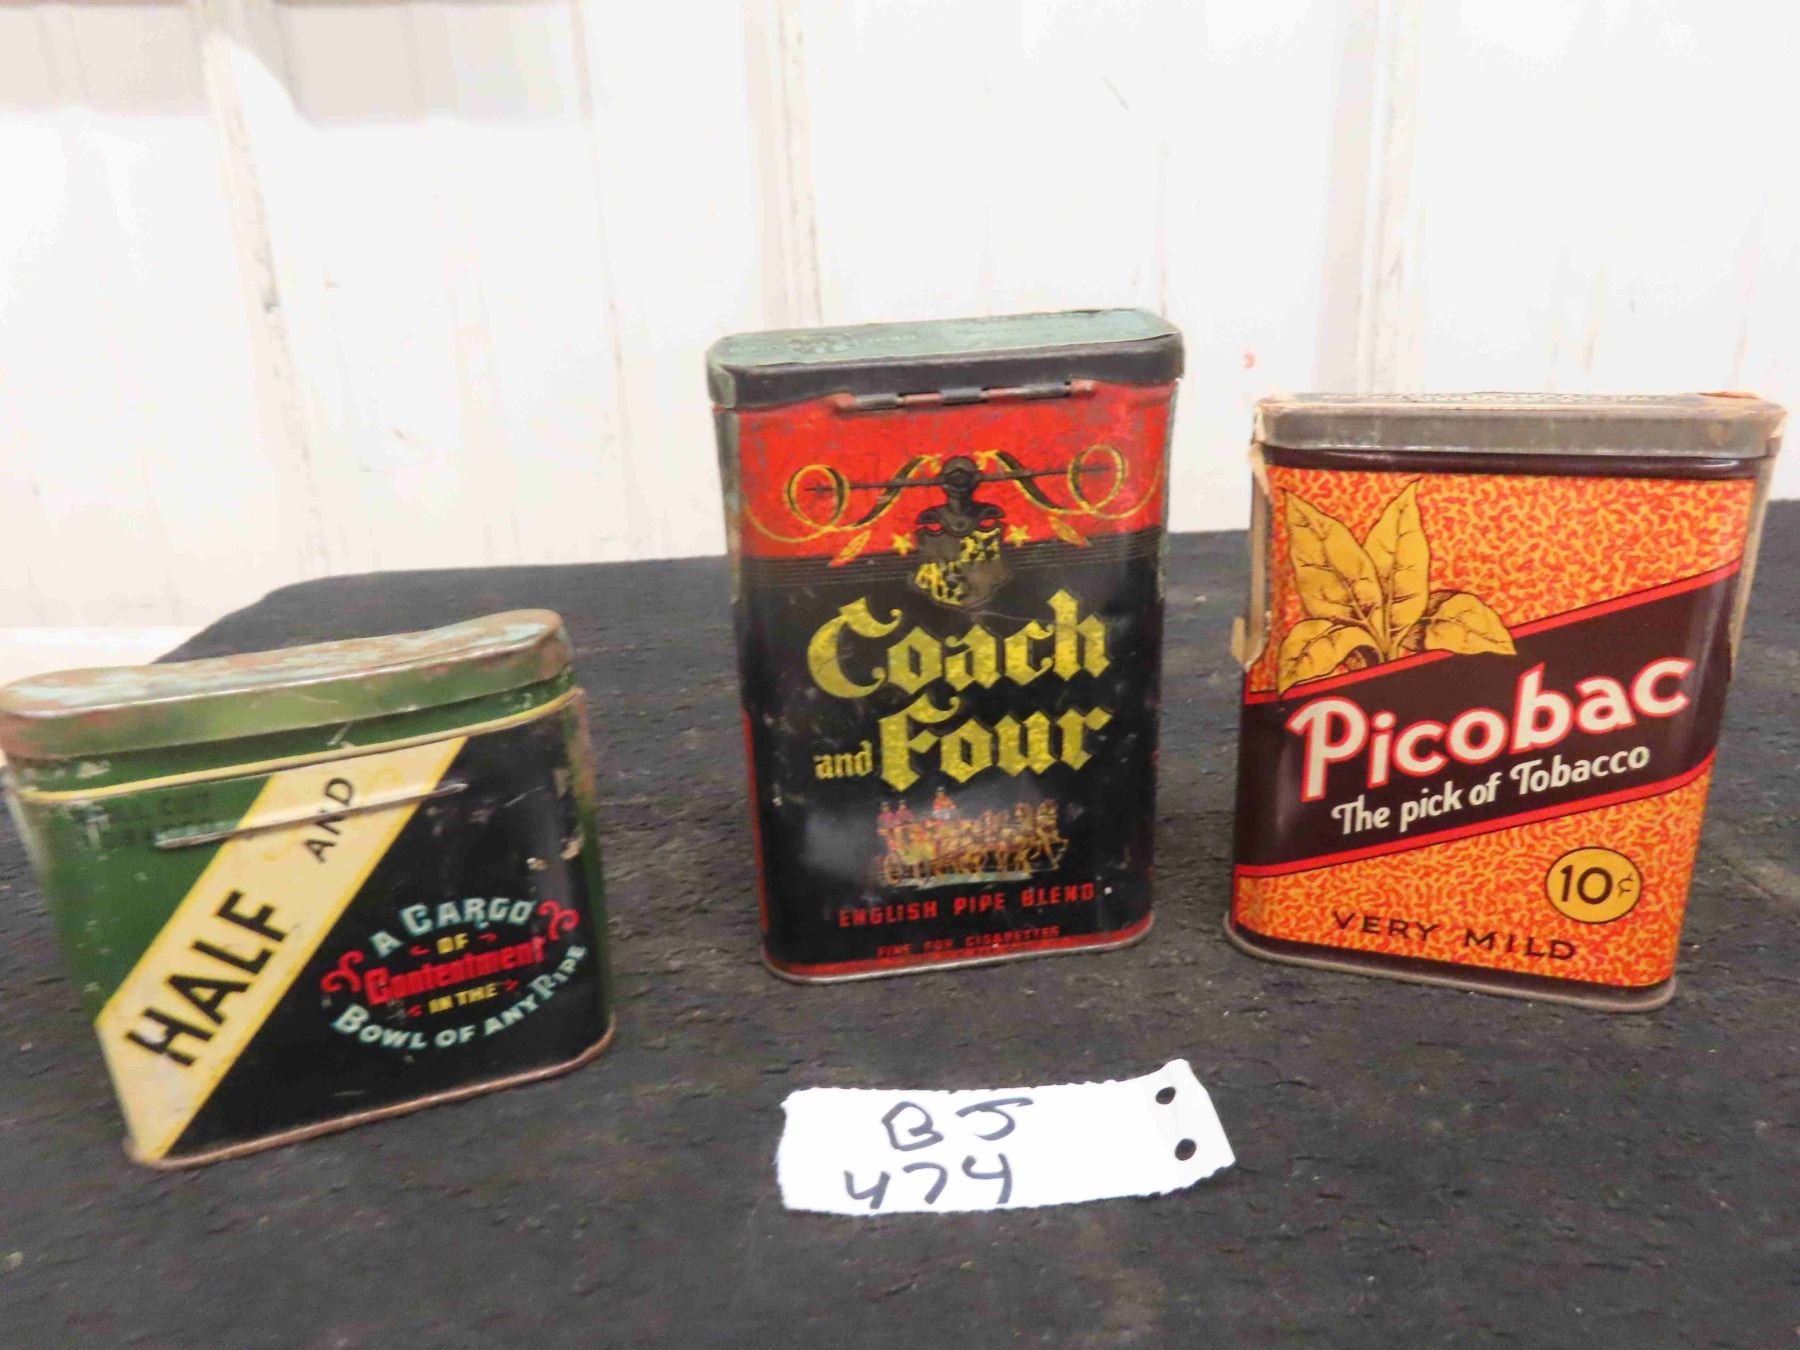 HALF AND
A CARGO
OF
Contentment
IN THE
BOWL OF ANY PIPE
Coach
and Four
ENGLISH PIPE BLEND
FINE FOR CIGARETTES
Picobac
The pick of Tobacco
10¢
VERY MILD
BJ
474